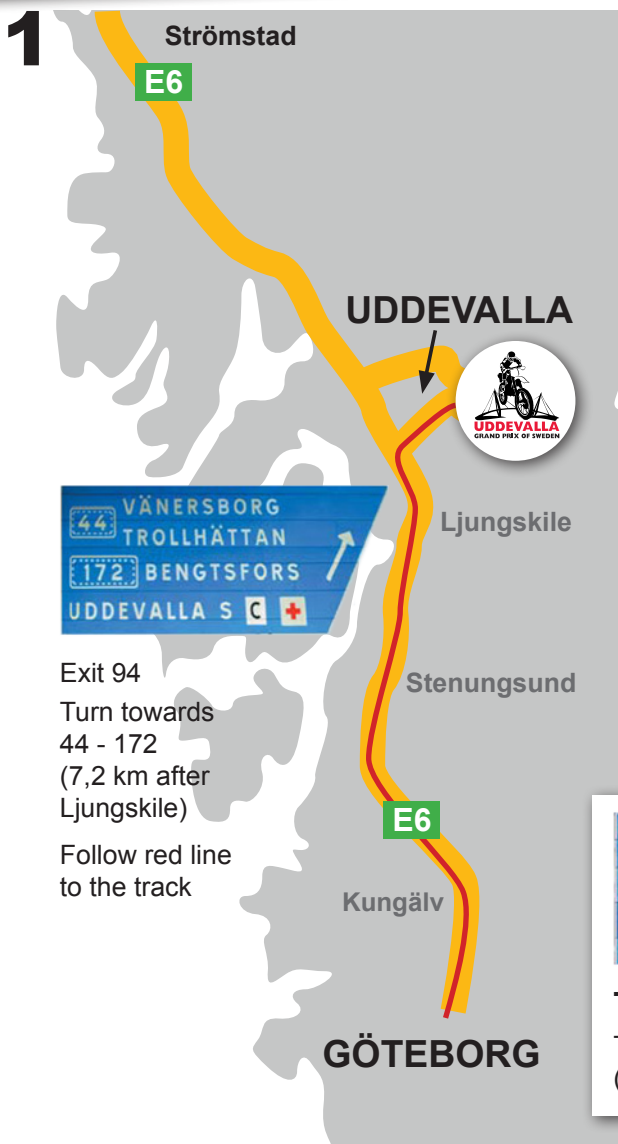 1
Strömstad
E6
UDDEVALLA
UDDEVALLA
GRAND PRIX OF SWEDEN
44 VÄNERSBORG
TROLLHÄTTAN
172 BENGTSFORS
UDDEVALLA S C
Ljungskile
Exit 94
Turn towards
44 - 172
(7,2 km after
Ljungskile)
Follow red line
to the track
Stenungsund
E6
Kungälv
GÖTEBORG